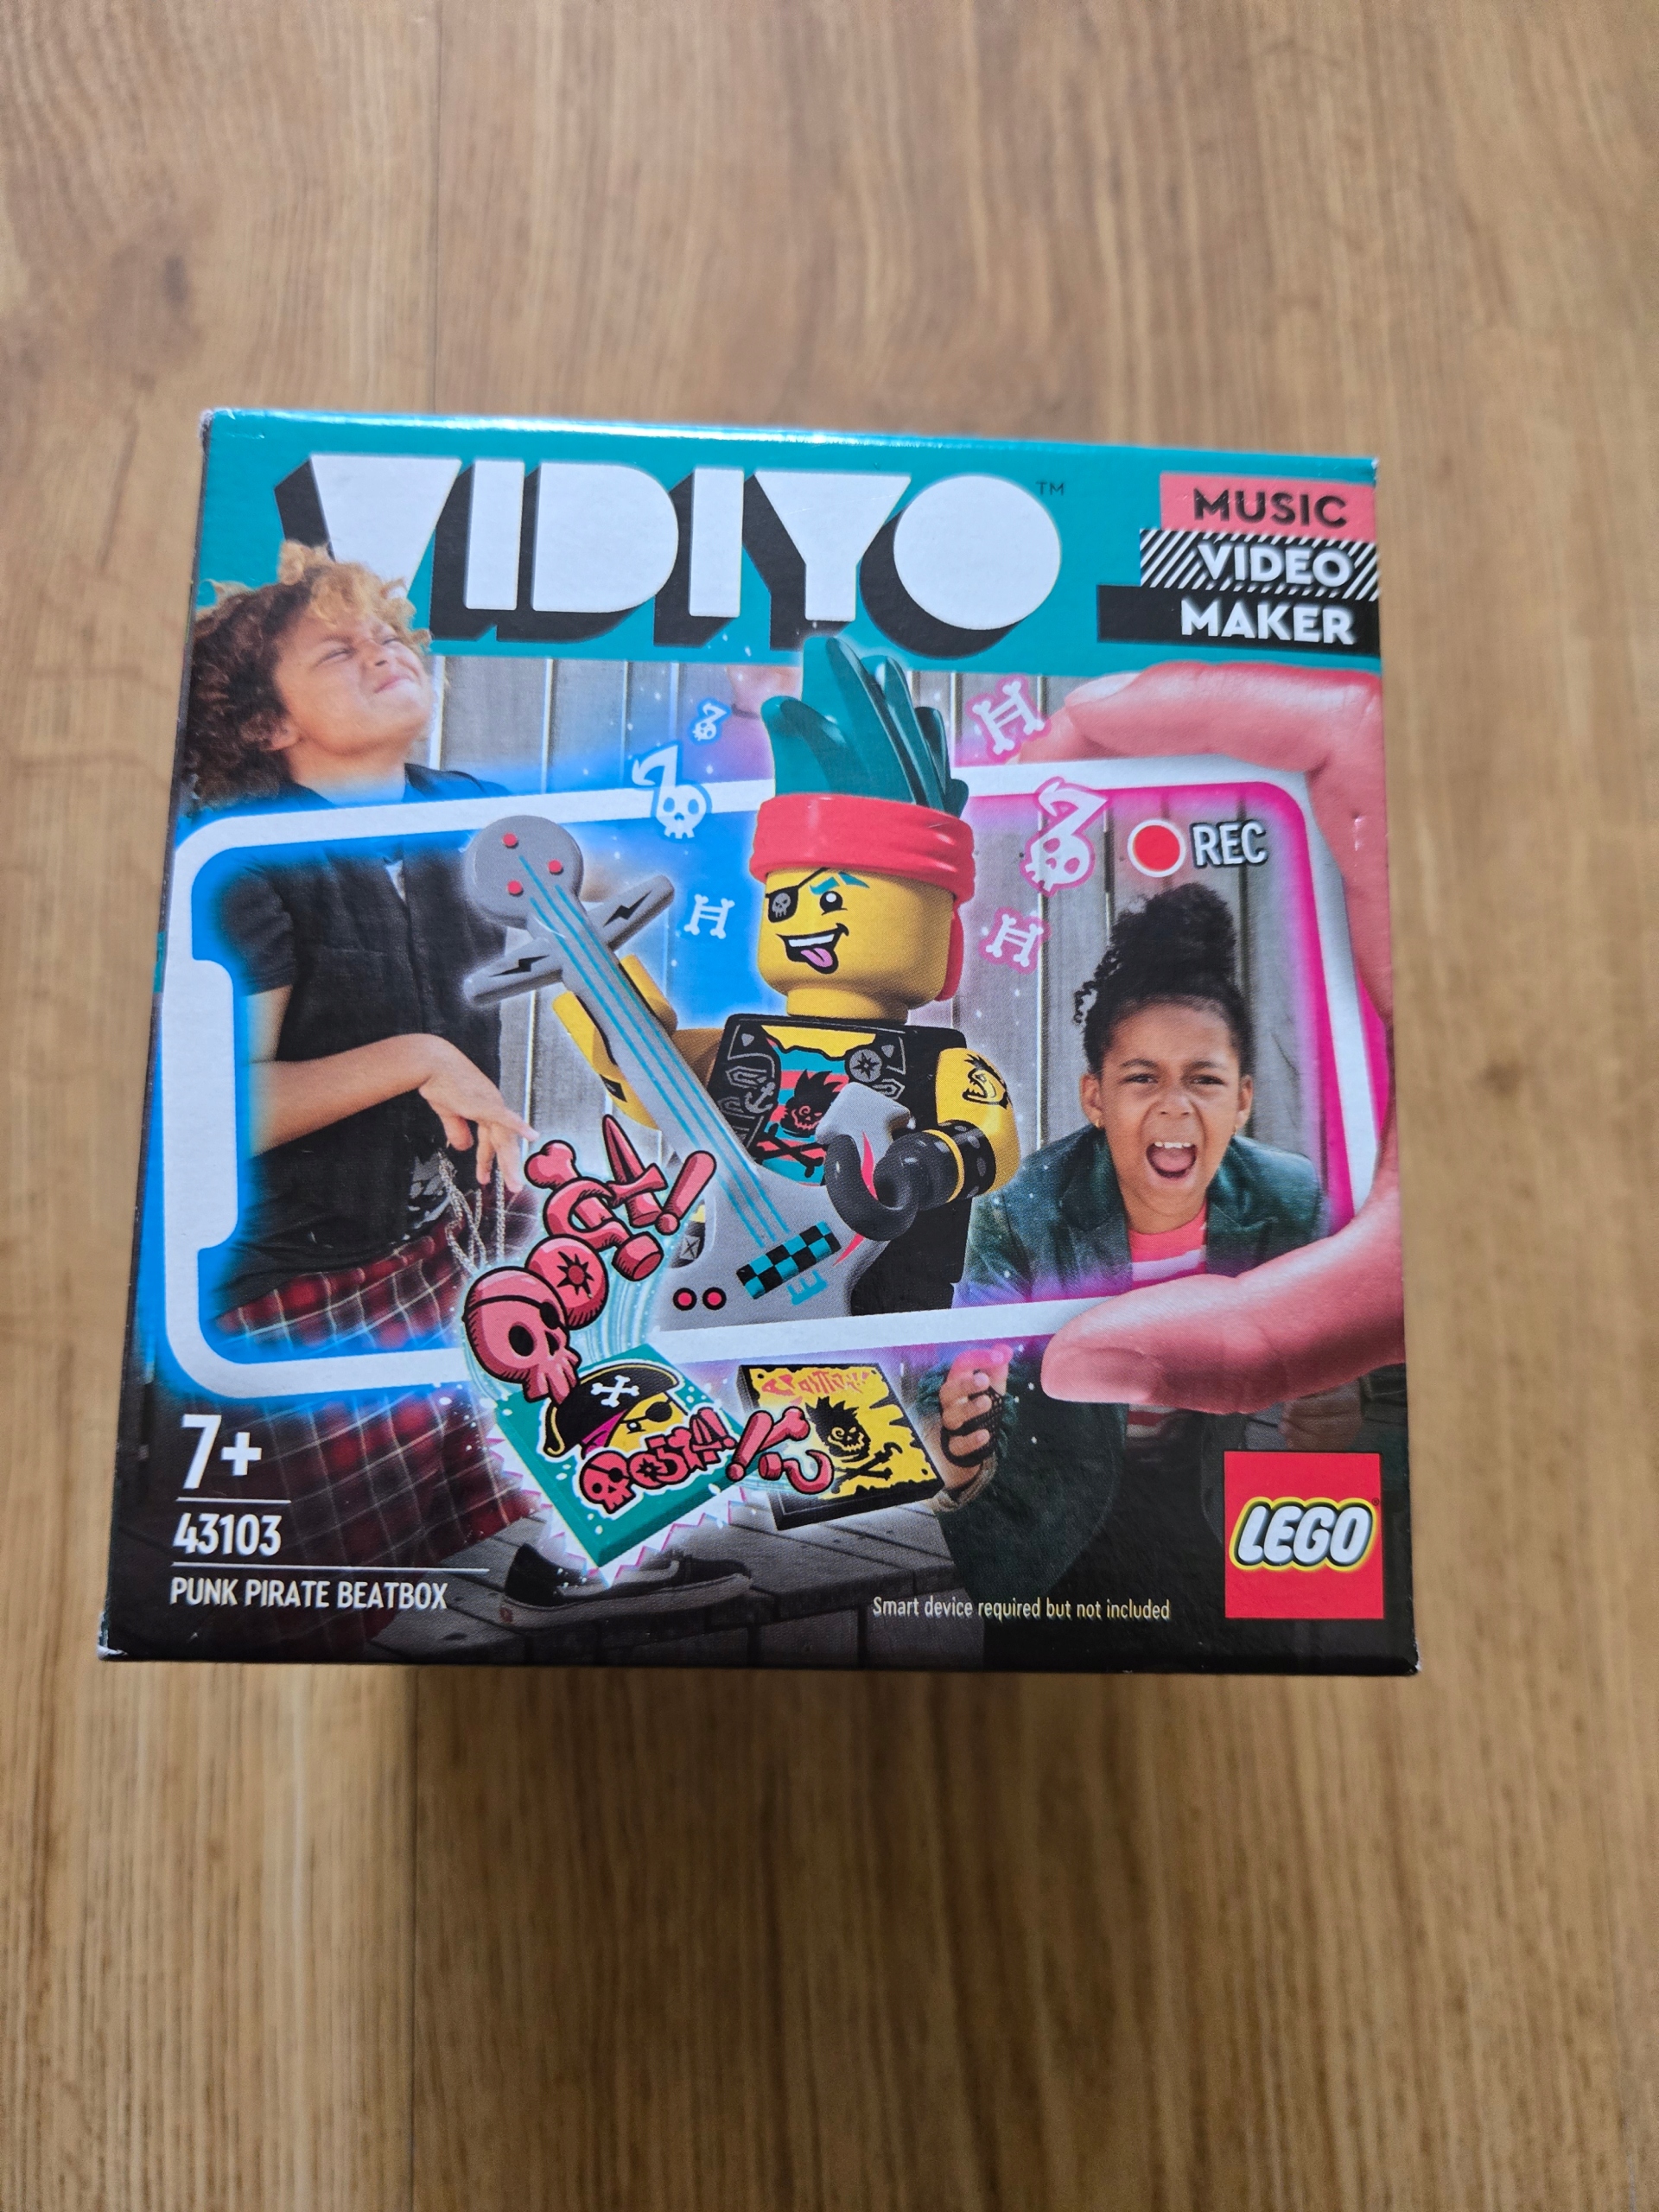 VIDIYO™
MUSIC
VIDEO
MAKER
REC
7+
43103
PUNK PIRATE BEATBOX
Smart device required but not included
LEGO®